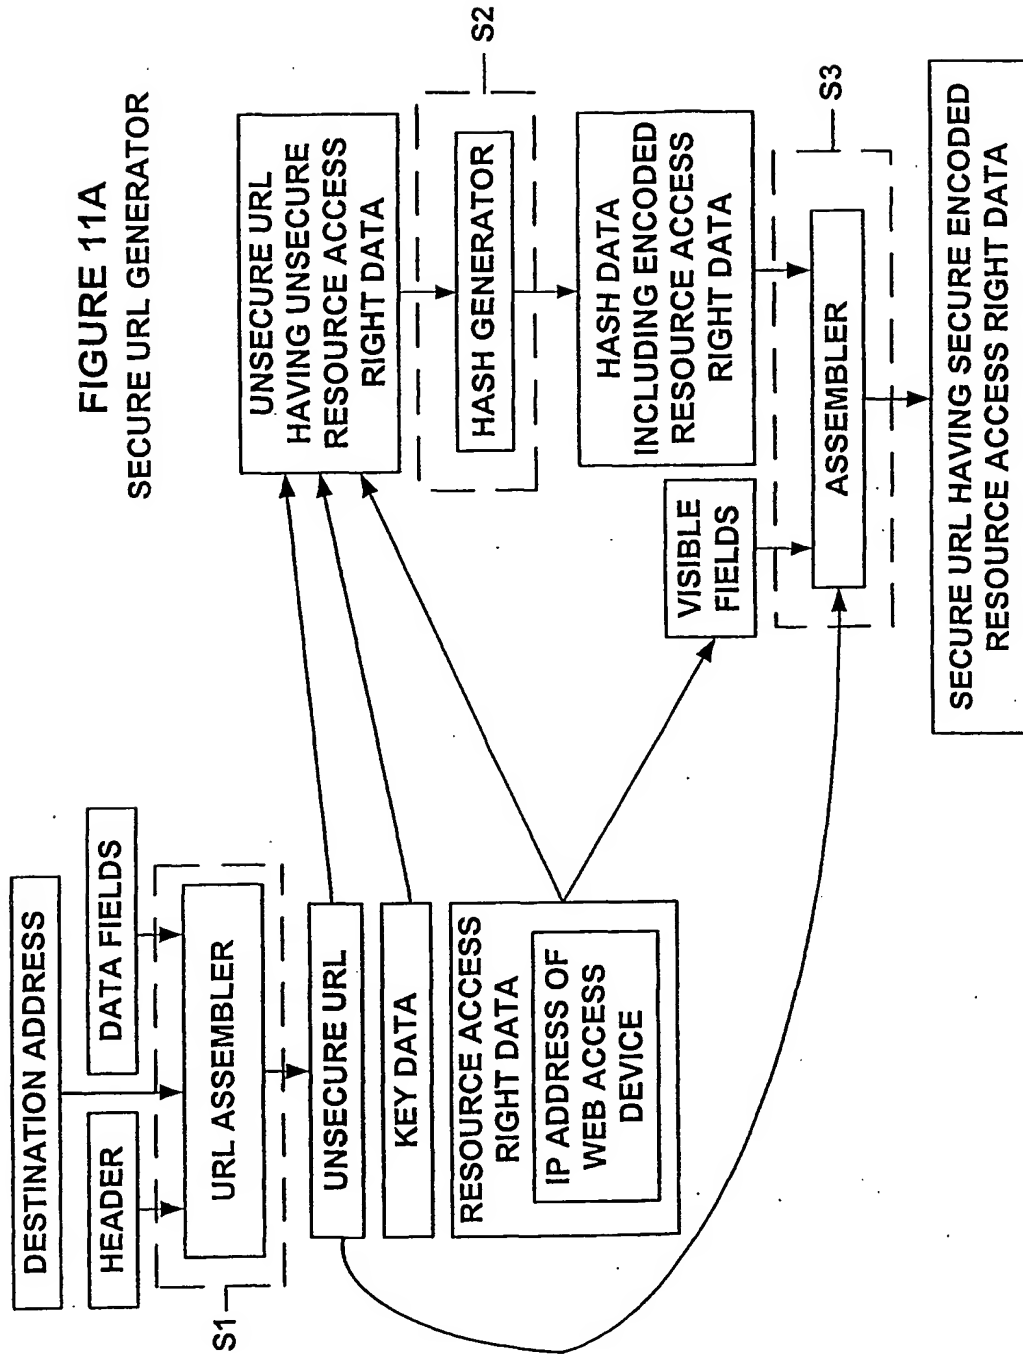 FIGURE 11A
SECURE URL GENERATOR
DESTINATION ADDRESS
HEADER
DATA FIELDS
URL ASSEMBLER
S1
UNSECURE URL
KEY DATA
RESOURCE ACCESS
RIGHT DATA
IP ADDRESS OF
WEB ACCESS
DEVICE
UNSECURE URL
HAVING UNSECURE
RESOURCE ACCESS
RIGHT DATA
HASH GENERATOR
S2
HASH DATA
INCLUDING ENCODED
RESOURCE ACCESS
RIGHT DATA
VISIBLE
FIELDS
ASSEMBLER
S3
SECURE URL HAVING SECURE ENCODED
RESOURCE ACCESS RIGHT DATA